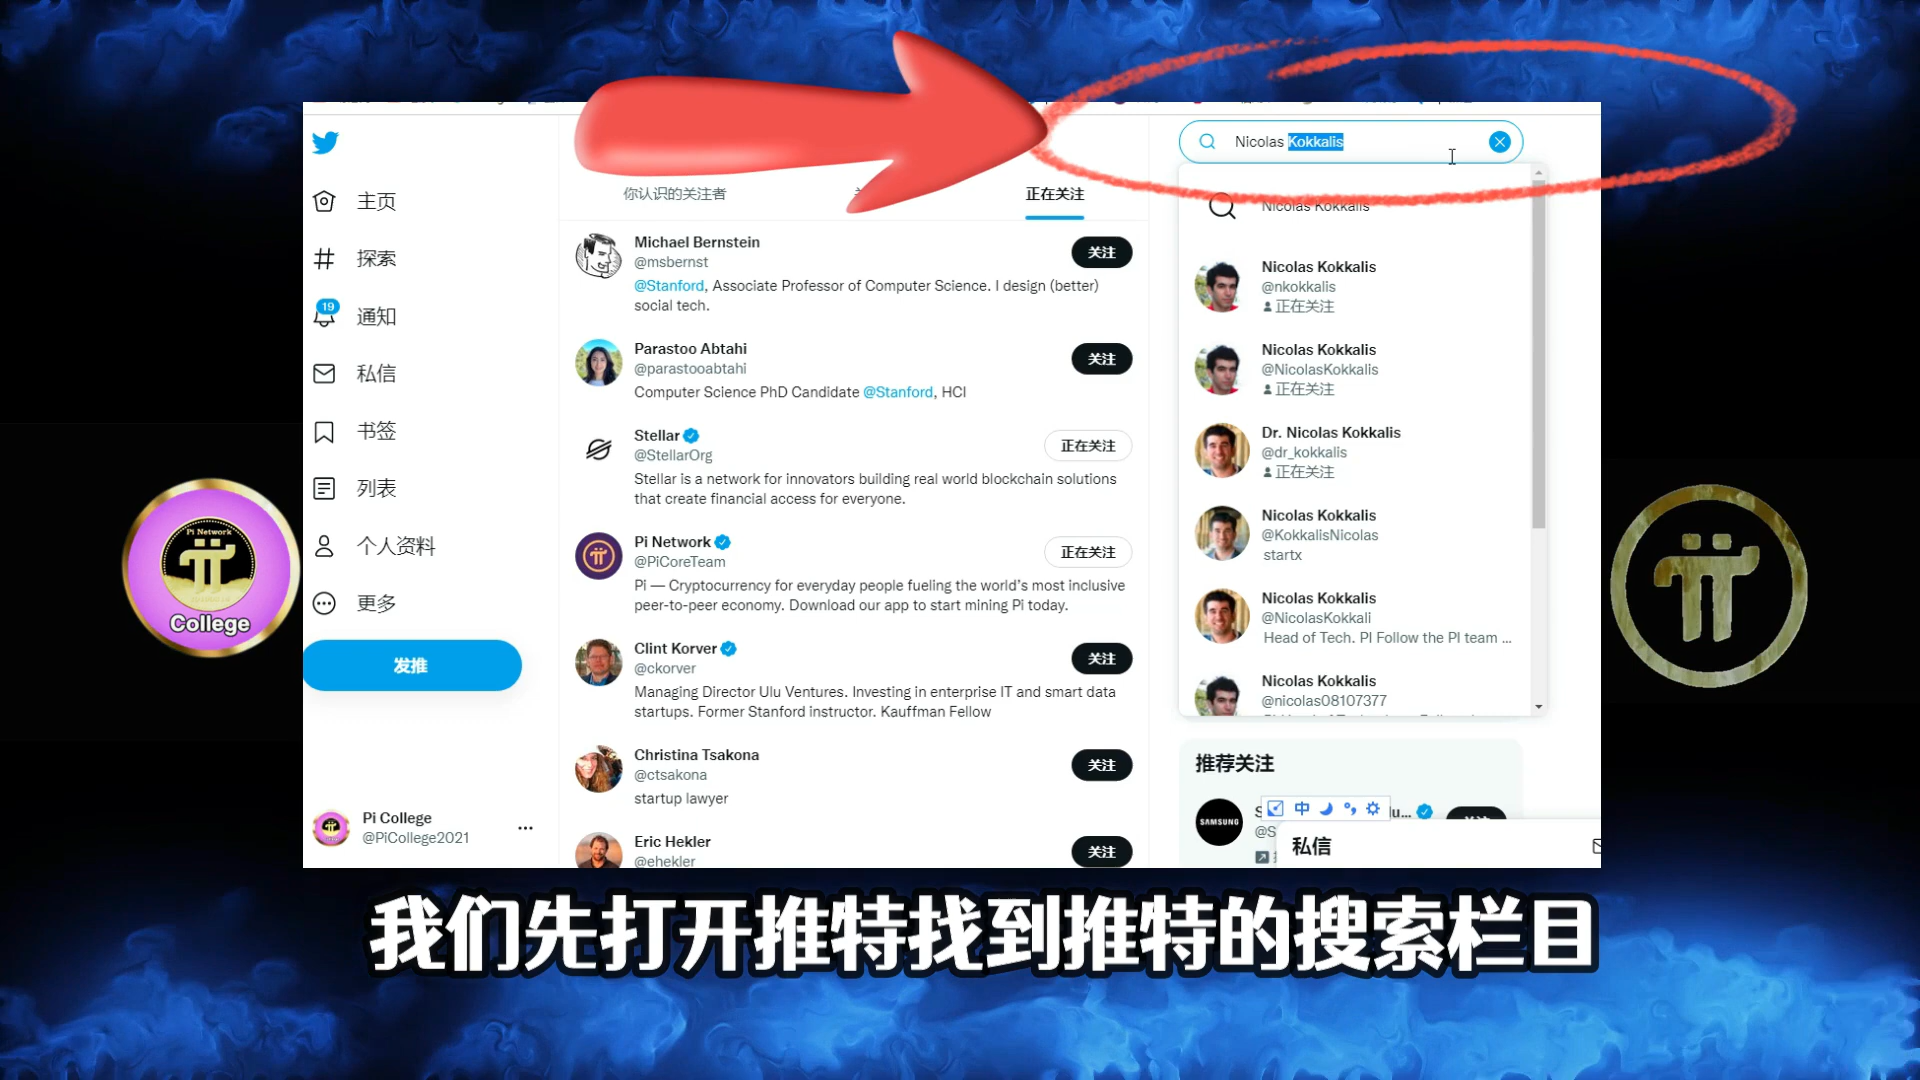 Nicolas Kokkalis
你认识的关注者
正在关注
Nicolas Kokkalis
主页
探索
19
通知
私信
书签
列表
个人资料
更多
发推
Pi College
@PiCollege2021
Michael Bernstein
@msbernst
关注
@Stanford, Associate Professor of Computer Science. I design (better)
social tech.
Parastoo Abtahi
@parastooabtahi
关注
Computer Science PhD Candidate @Stanford, HCI
Stellar
@StellarOrg
正在关注
Stellar is a network for innovators building real world blockchain solutions
that create financial access for everyone.
Pi Network
@PiCoreTeam
正在关注
Pi — Cryptocurrency for everyday people fueling the world's most inclusive
peer-to-peer economy. Download our app to start mining Pi today.
Clint Korver
@ckorver
关注
Managing Director Ulu Ventures. Investing in enterprise IT and smart data
startups. Former Stanford instructor. Kauffman Fellow
Christina Tsakona
@ctsakona
关注
startup lawyer
Eric Hekler
@ehekler
关注
Nicolas Kokkalis
@nkokkalis
正在关注
Nicolas Kokkalis
@NicolasKokkalis
正在关注
Dr. Nicolas Kokkalis
@dr_kokkalis
正在关注
Nicolas Kokkalis
@KokkalisNicolas
startx
Nicolas Kokkalis
@NicolasKokkali
Head of Tech. PI Follow the PI team ...
Nicolas Kokkalis
@nicolas08107377
推荐关注
SAMSUNG
中
私信
Pi Network
College
我们先打开推特找到推特的搜索栏目